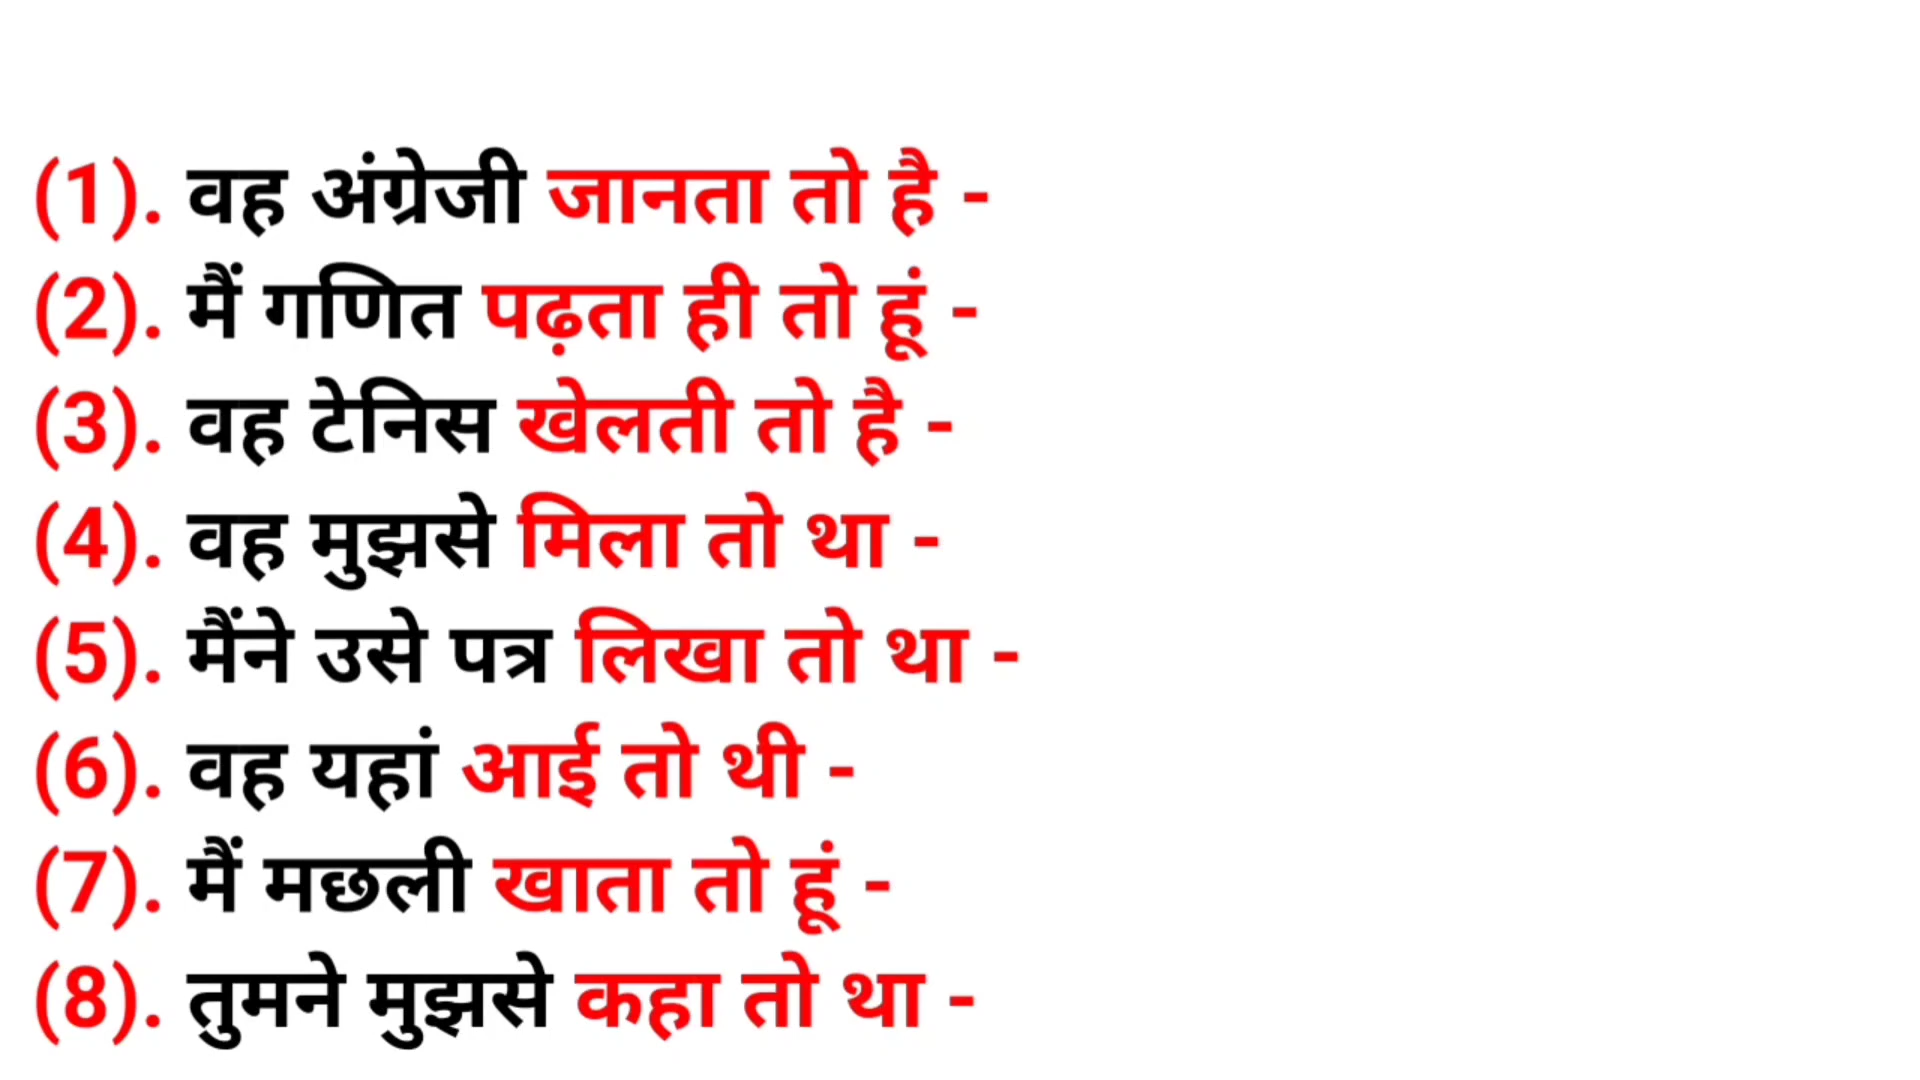 (1). वह अंग्रेजी जानता तो है -
(2). मैं गणित पढ़ता ही तो हूं -
(3). वह टेनिस खेलती तो है -
(4). वह मुझसे मिला तो था -
(5). मैंने उसे पत्र लिखा तो था -
(6). वह यहां आई तो थी -
(7). मैं मछली खाता तो हूं -
(8). तुमने मुझसे कहा तो था -